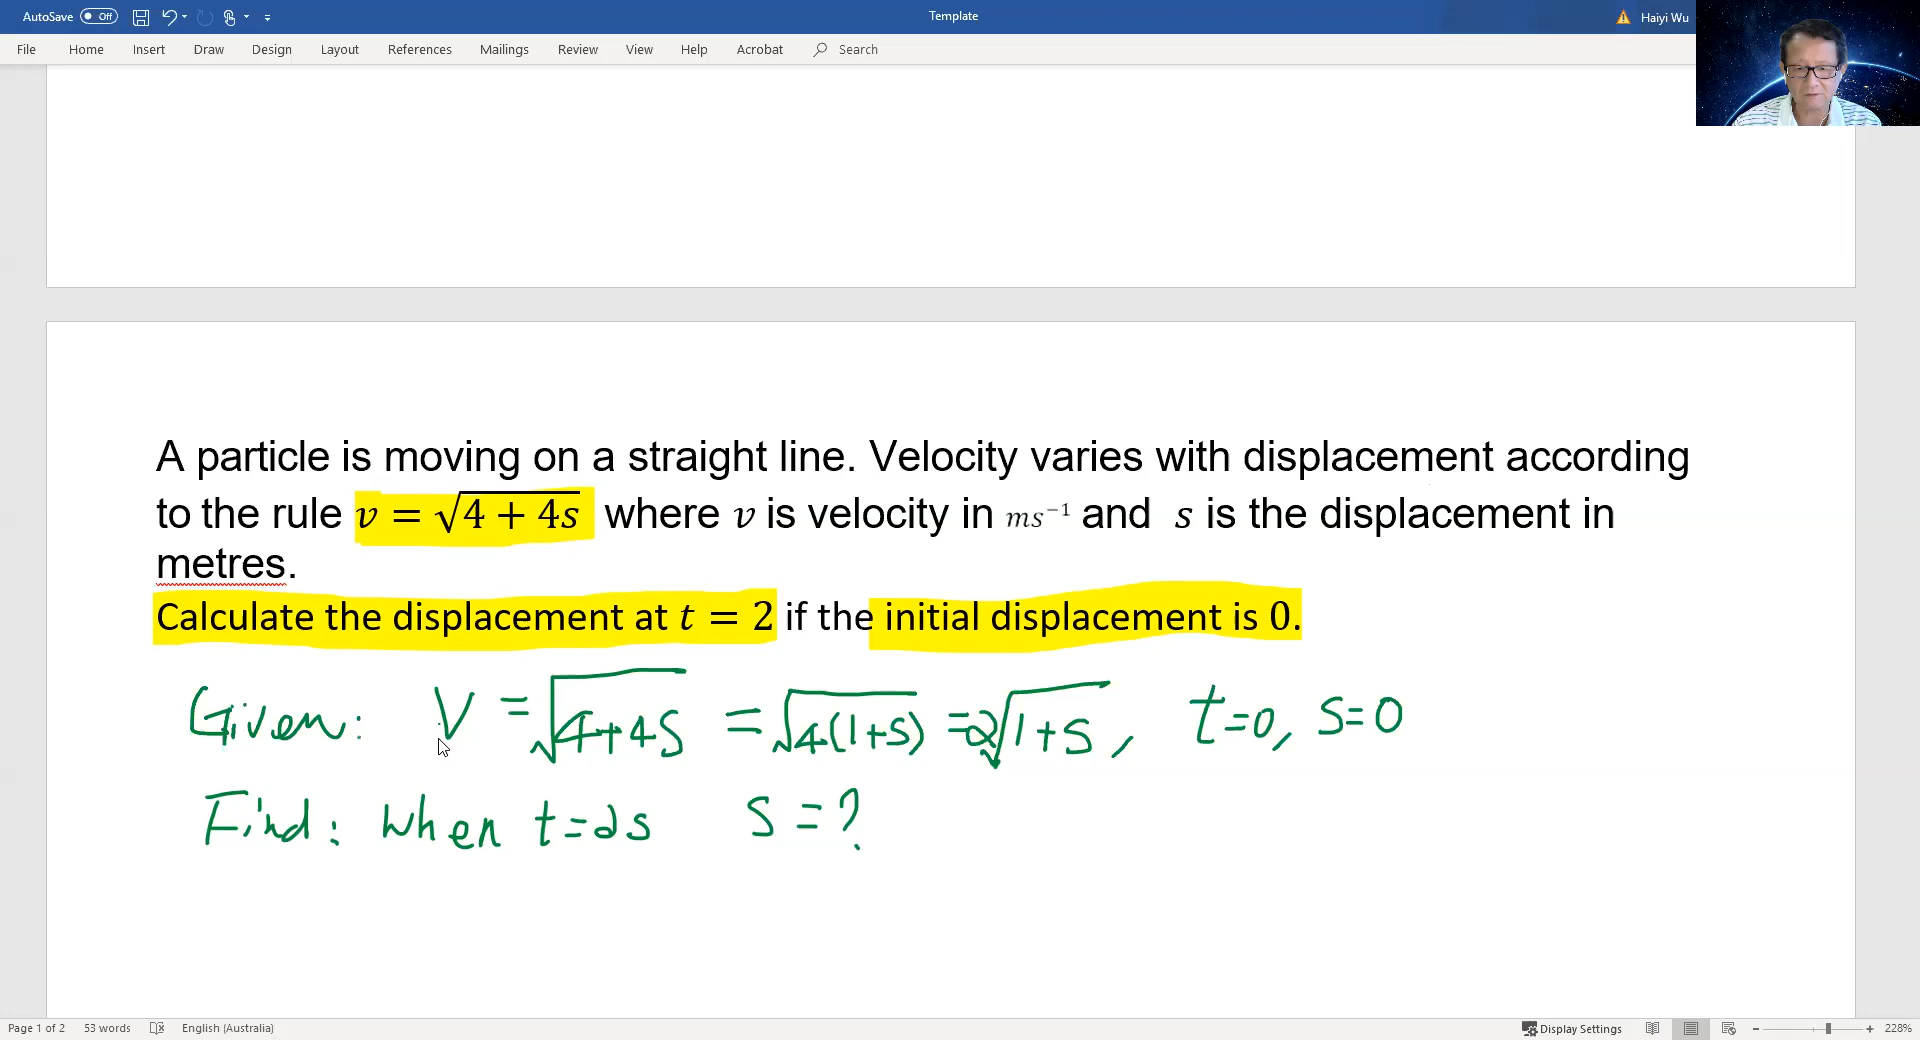 AutoSave Off Template Haiyi Wu
File Home Insert Draw Design Layout References Mailings Review View Help Acrobat Search
A particle is moving on a straight line. Velocity varies with displacement according
to the rule v = √(4 + 4s) where v is velocity in ms⁻¹ and s is the displacement in
metres.
Calculate the displacement at t = 2 if the initial displacement is 0.
Given: V = √(4+4S) = √(4(1+S)) = 2√(1+S), t=0, S=0
Find: When t=2s S=?
Page 1 of 2 53 words English (Australia) Display Settings 228%